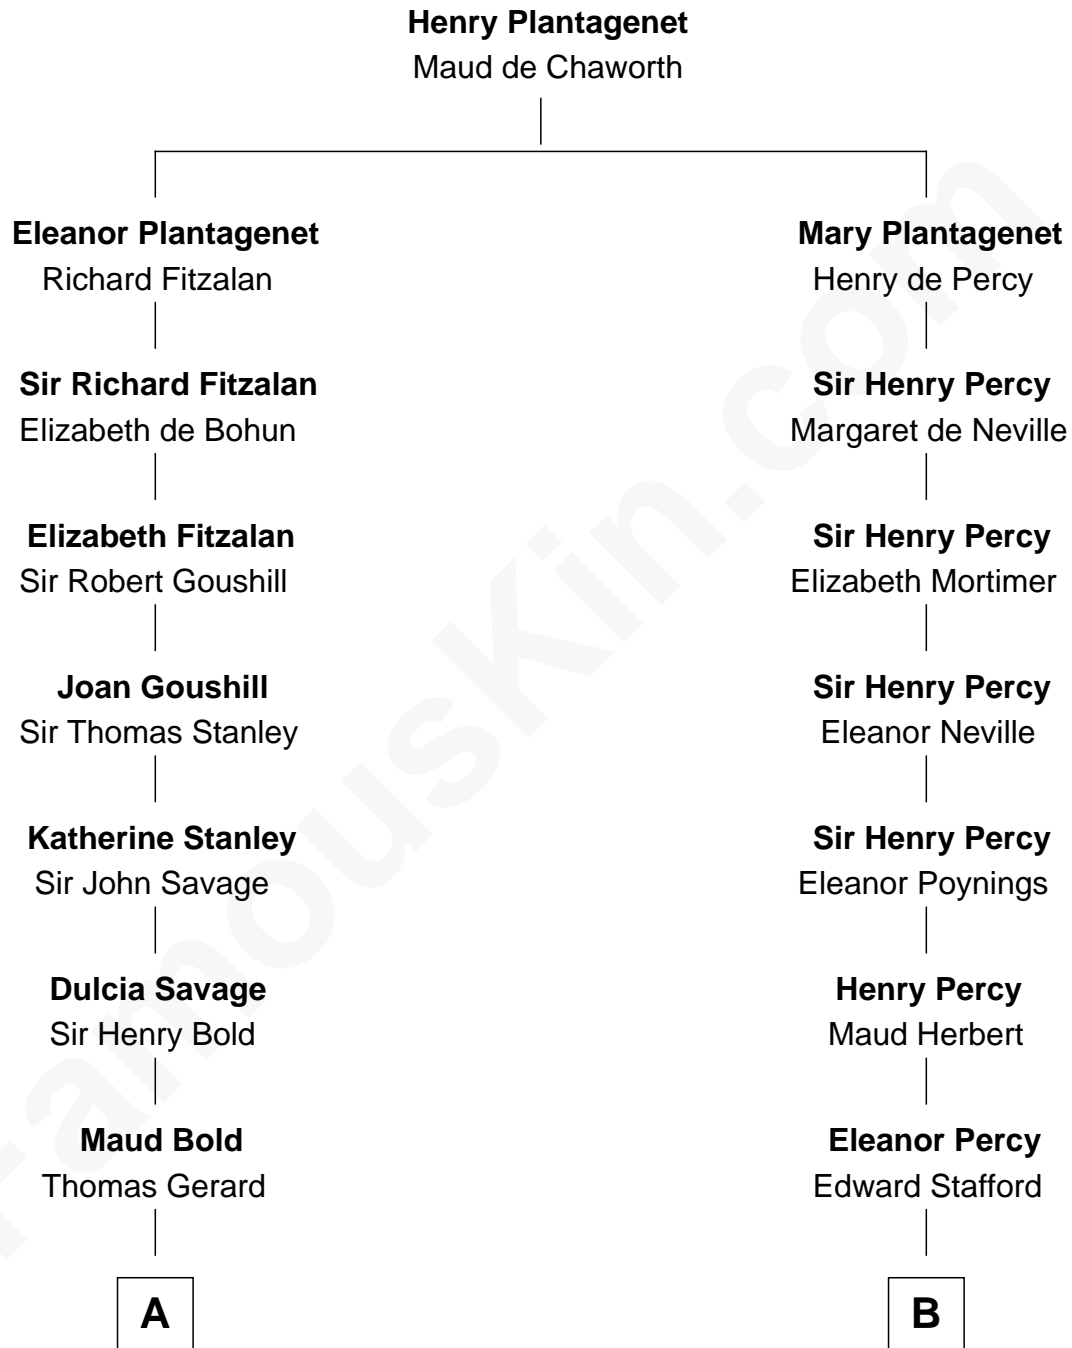 Henry Plantagenet
Maud de Chaworth
Eleanor Plantagenet
Richard Fitzalan
Mary Plantagenet
Henry de Percy
Sir Richard Fitzalan
Elizabeth de Bohun
Sir Henry Percy
Margaret de Neville
Elizabeth Fitzalan
Sir Robert Goushill
Sir Henry Percy
Elizabeth Mortimer
Joan Goushill
Sir Thomas Stanley
Sir Henry Percy
Eleanor Neville
Katherine Stanley
Sir John Savage
Sir Henry Percy
Eleanor Poynings
Dulcia Savage
Sir Henry Bold
Henry Percy
Maud Herbert
Maud Bold
Thomas Gerard
Eleanor Percy
Edward Stafford
A
B
FamousKin.com